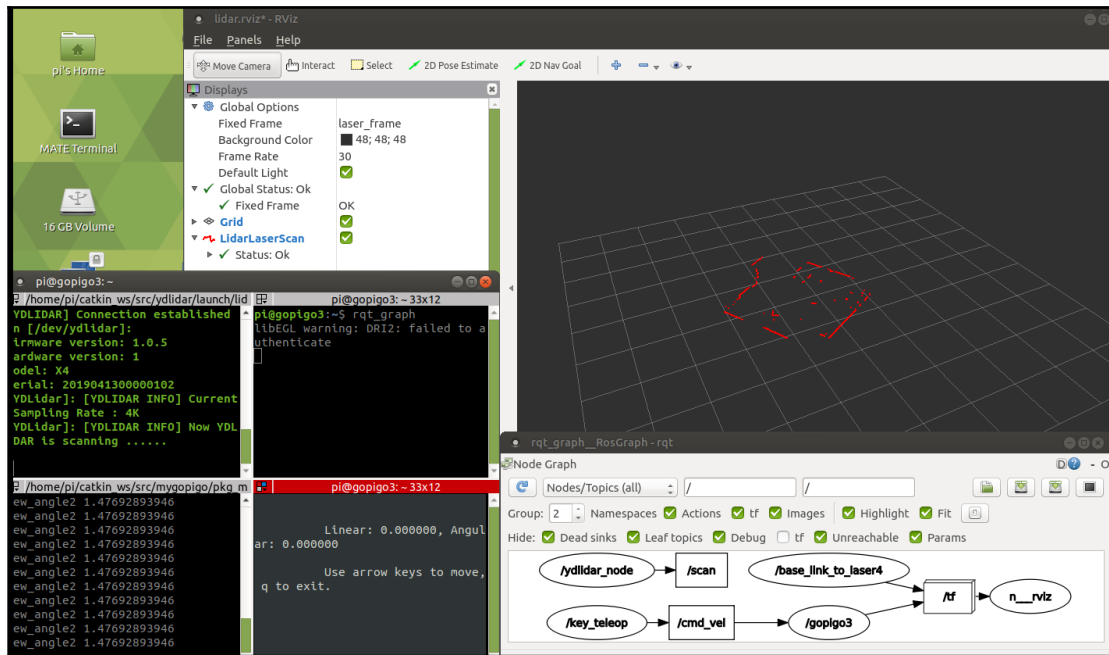 lidar.rviz* - RViz
File Panels Help
Move Camera Interact Select 2D Pose Estimate 2D Nav Goal
pi's Home
MATE Terminal
16 GB Volume
Displays
Global Options
Fixed Frame laser_frame
Background Color 48; 48; 48
Frame Rate 30
Default Light
Global Status: Ok
Fixed Frame OK
Grid
LidarLaserScan
Status: Ok
pi@gopigo3: ~
/home/pi/catkin_ws/src/ydlidar/launch/lid
YDLIDAR] Connection established
n [/dev/ydlidar]:
irmware version: 1.0.5
ardware version: 1
odel: X4
erial: 2019041300000102
YDLidar]: [YDLIDAR INFO] Current
Sampling Rate : 4K
YDLidar]: [YDLIDAR INFO] Now YDL
DAR is scanning ......
pi@gopigo3: ~ 33x12
pi@gopigo3:~$ rqt_graph
libEGL warning: DRI2: failed to a
uthenticate
/home/pi/catkin_ws/src/mygopigo/pkg_m
ew_angle2 1.47692893946
ew_angle2 1.47692893946
ew_angle2 1.47692893946
ew_angle2 1.47692893946
ew_angle2 1.47692893946
ew_angle2 1.47692893946
ew_angle2 1.47692893946
ew_angle2 1.47692893946
ew_angle2 1.47692893946
ew_angle2 1.47692893946
ew_angle2 1.47692893946
pi@gopigo3: ~ 33x12
Linear: 0.000000, Angul
ar: 0.000000
Use arrow keys to move,
q to exit.
rqt_graph__RosGraph - rqt
Node Graph D - O
Nodes/Topics (all) / /
Group: 2 Namespaces Actions tf Images Highlight Fit
Hide: Dead sinks Leaf topics Debug tf Unreachable Params
/ydlidar_node /scan /base_link_to_laser4
/tf n___rviz
/key_teleop /cmd_vel /gopigo3